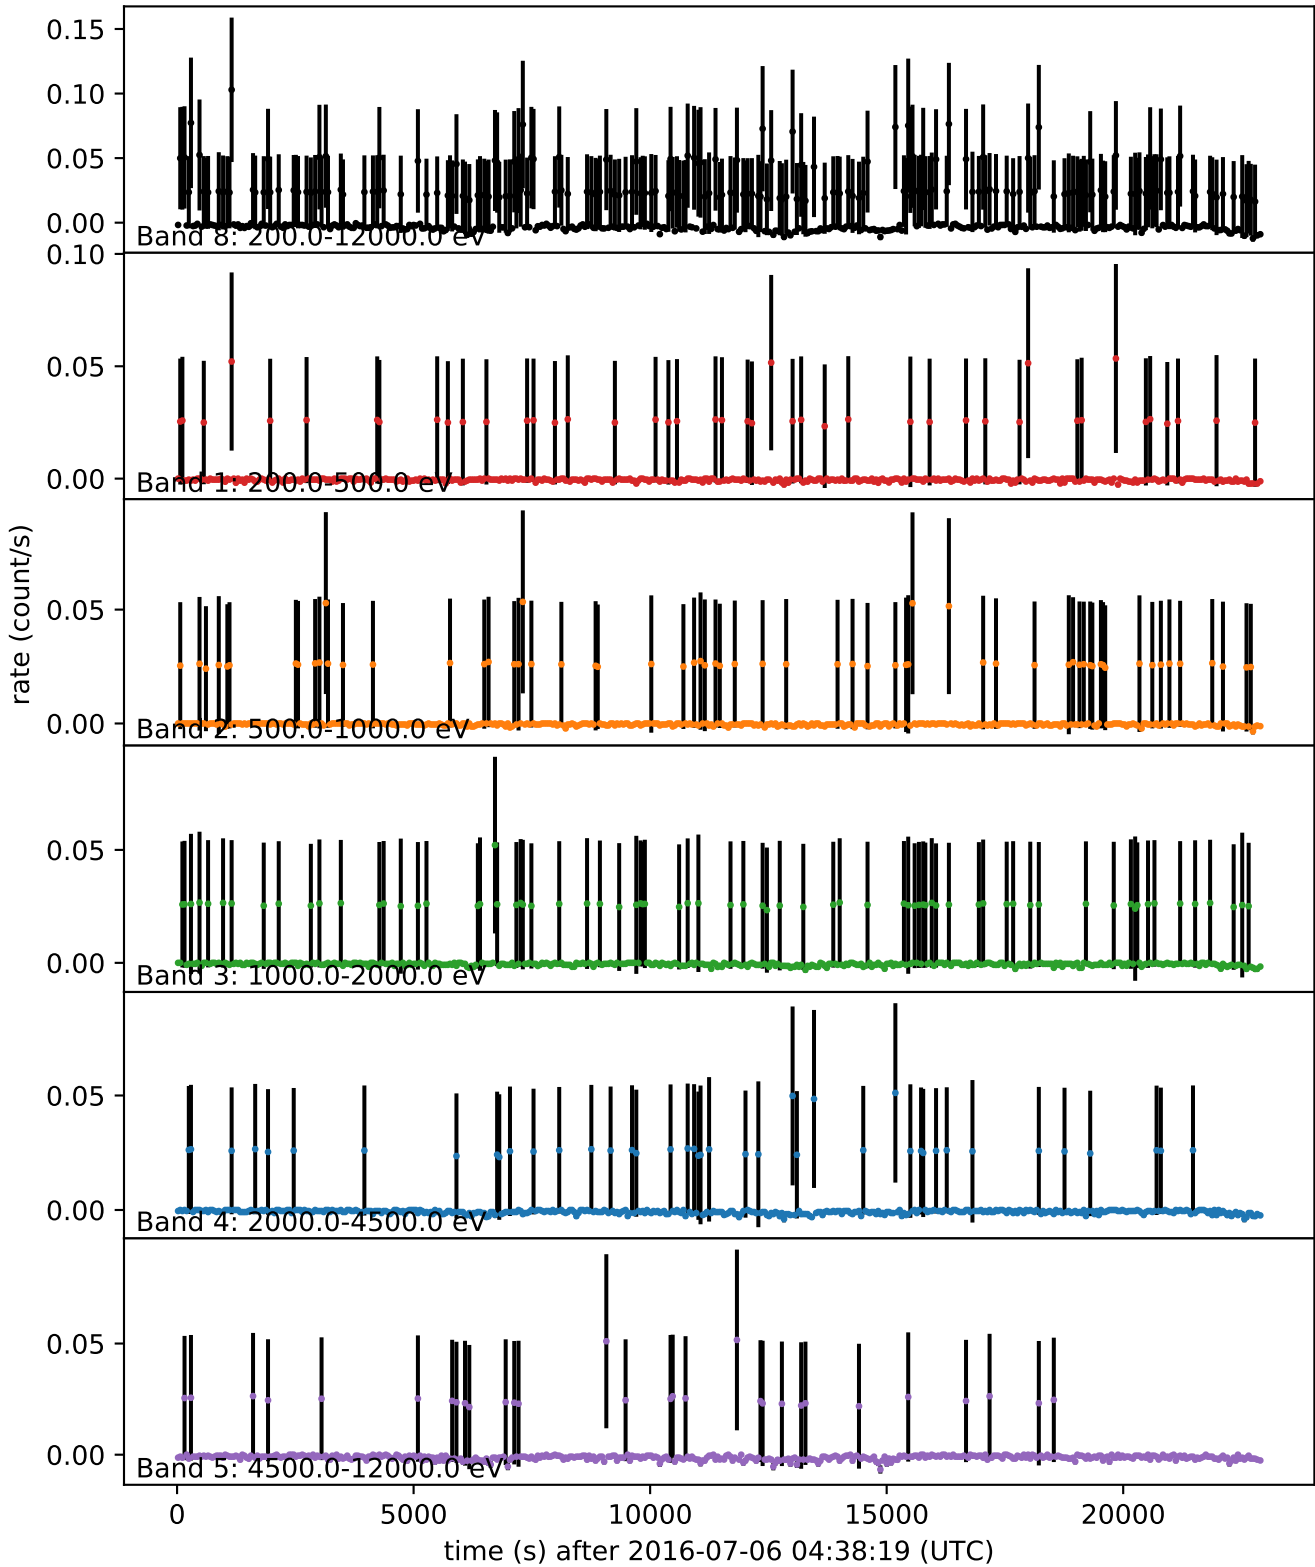 0.15
0.10
0.05
0.00
Band 8: 200.0-12000.0 eV
0.10
0.05
0.00
Band 1: 200.0-500.0 eV
rate (count/s)
0.05
0.00
Band 2: 500.0-1000.0 eV
0.05
0.00
Band 3: 1000.0-2000.0 eV
0.05
0.00
Band 4: 2000.0-4500.0 eV
0.05
0.00
Band 5: 4500.0-12000.0 eV
0 5000 10000 15000 20000
time (s) after 2016-07-06 04:38:19 (UTC)